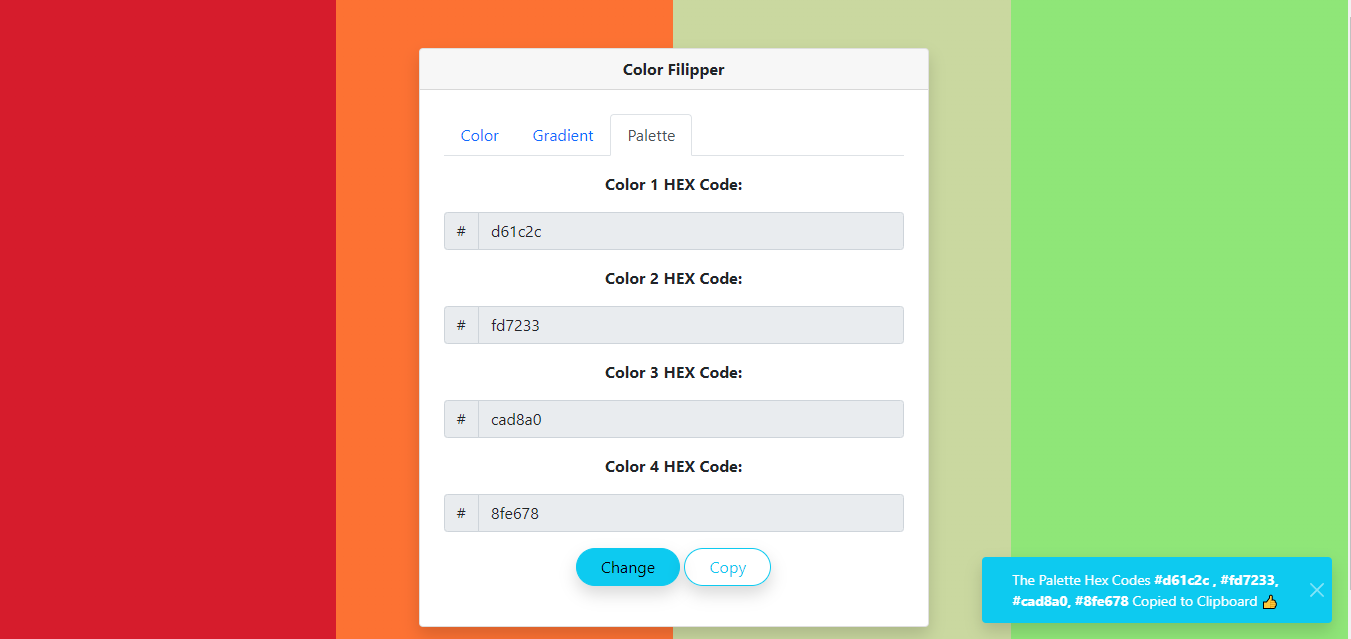 Color Filipper
Color Gradient Palette
Color 1 HEX Code:
# d61c2c
Color 2 HEX Code:
# fd7233
Color 3 HEX Code:
# cad8a0
Color 4 HEX Code:
# 8fe678
Change Copy
The Palette Hex Codes #d61c2c , #fd7233,
#cad8a0, #8fe678 Copied to Clipboard 👍